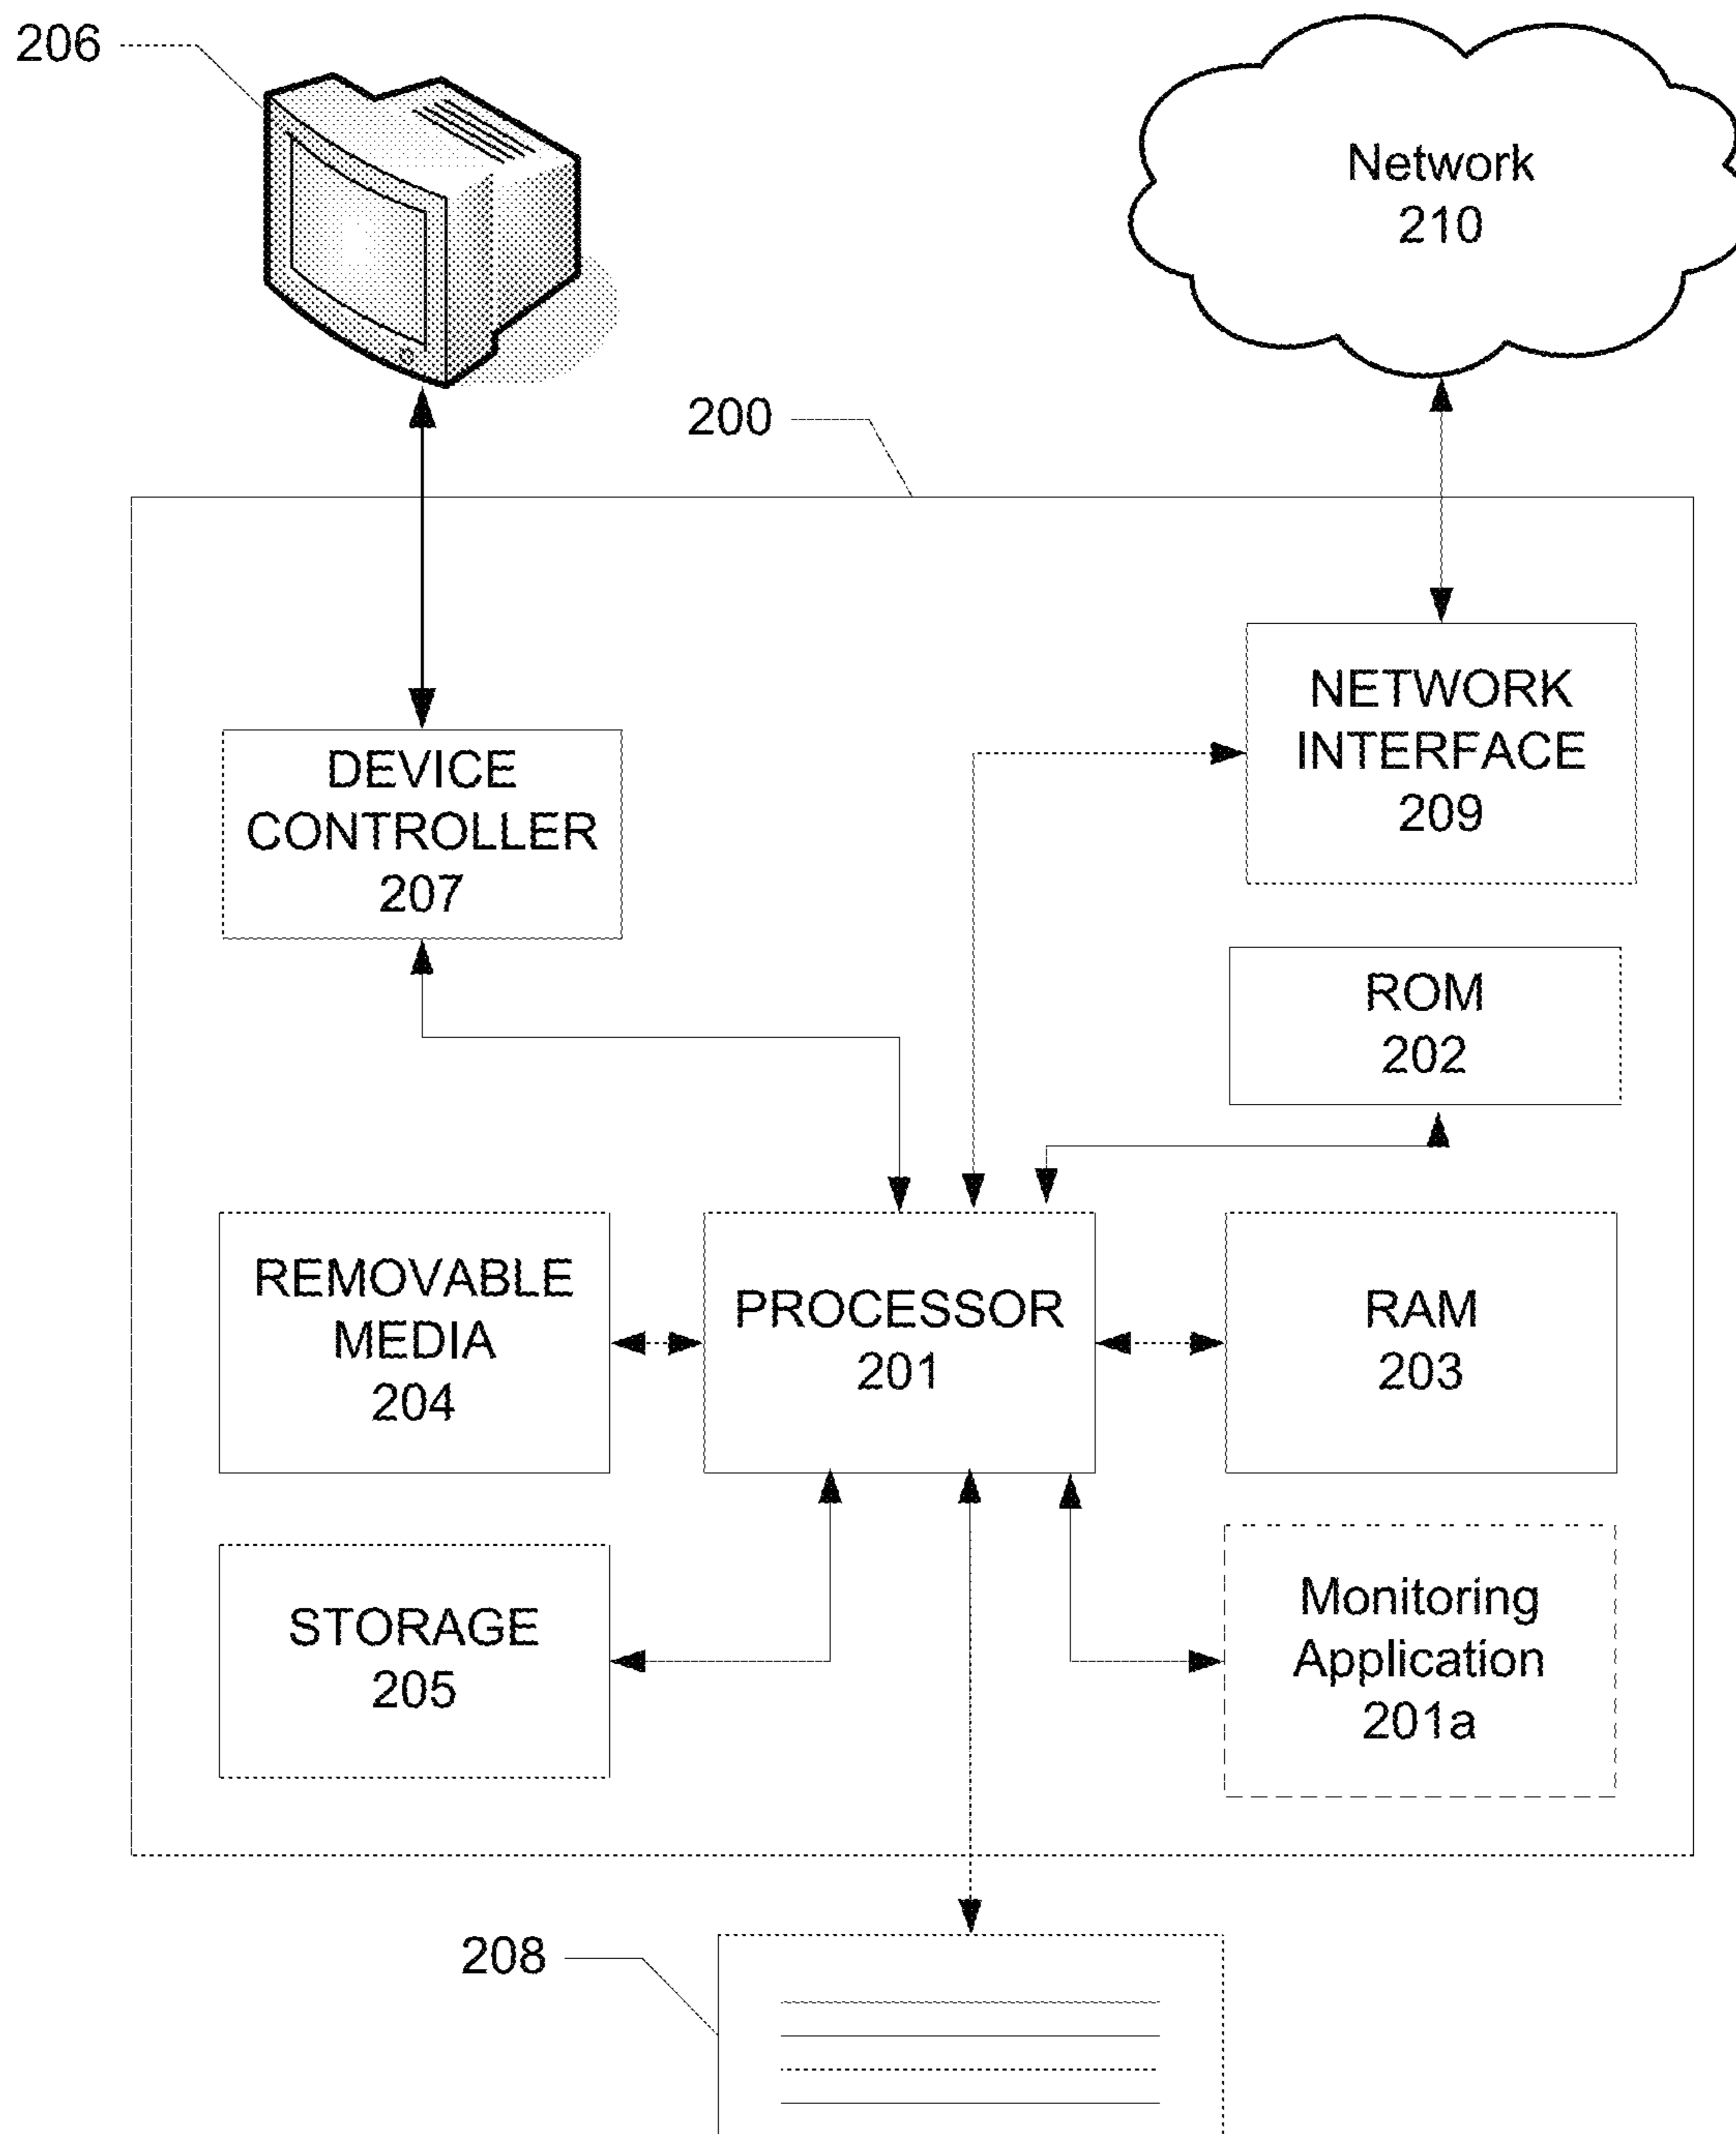 206
Network
210
200
NETWORK
INTERFACE
209
DEVICE
CONTROLLER
207
ROM
202
REMOVABLE
MEDIA
204
PROCESSOR
201
RAM
203
STORAGE
205
Monitoring
Application
201a
208